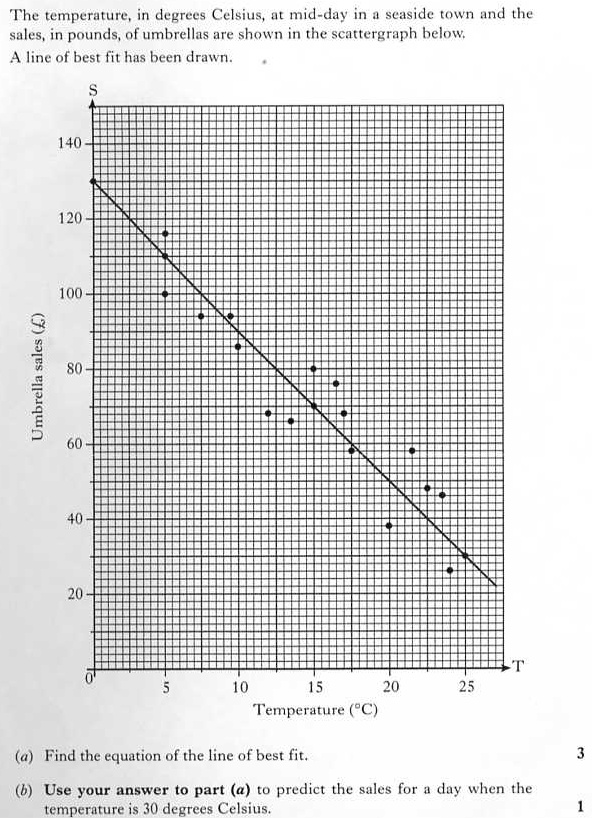 The temperature, in degrees Celsius, at mid-day in a seaside town and the
sales, in pounds, of umbrellas are shown in the scattergraph below.
A line of best fit has been drawn.
S
140
120
100
80
60
40
20
0
5 10 15 20 25
T
Umbrella sales (£)
Temperature (°C)
(a) Find the equation of the line of best fit.
3
(b) Use your answer to part (a) to predict the sales for a day when the
temperature is 30 degrees Celsius.
1